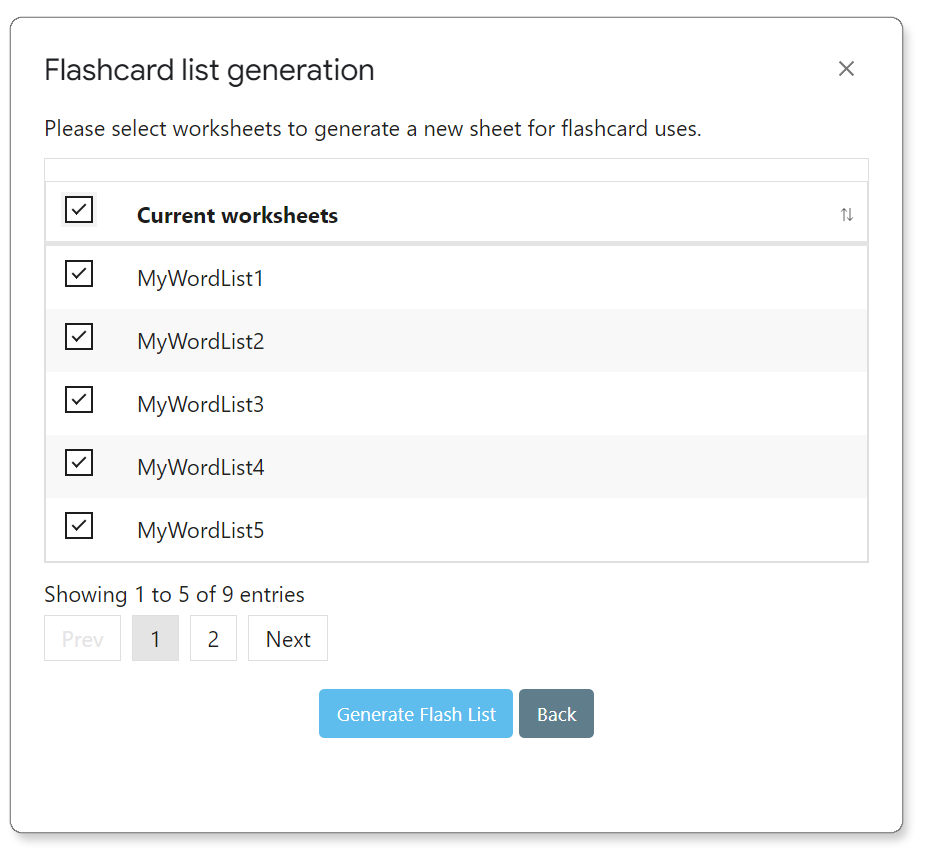 Flashcard list generation
Please select worksheets to generate a new sheet for flashcard uses.
Current worksheets
MyWordList1
MyWordList2
MyWordList3
MyWordList4
MyWordList5
Showing 1 to 5 of 9 entries
Prev 1 2 Next
Generate Flash List Back